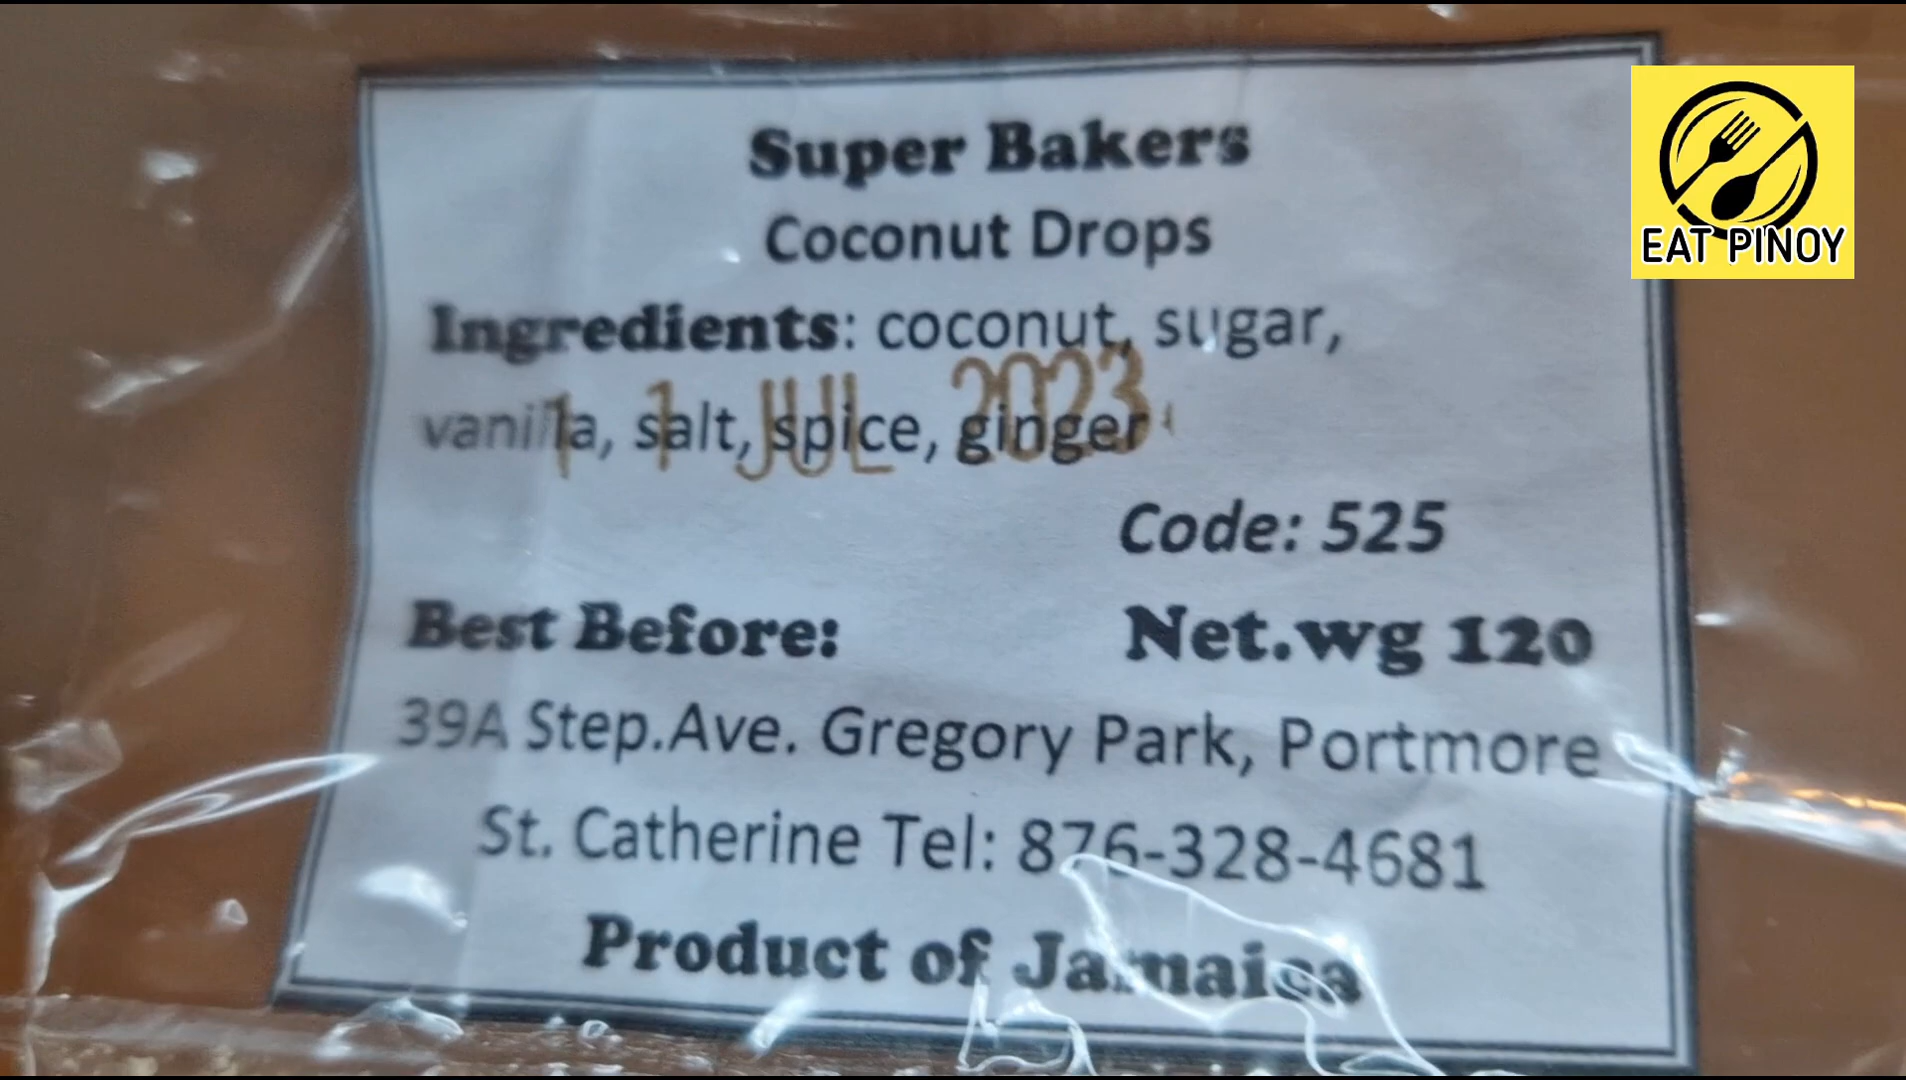 Super Bakers
Coconut Drops
Ingredients: coconut, sugar,
vanilla, salt, spice, ginger
11 JUL 2023
Code: 525
Best Before:
Net.wg 120
39A Step.Ave. Gregory Park, Portmore
St. Catherine Tel: 876-328-4681
Product of Jamaica
EAT PINOY